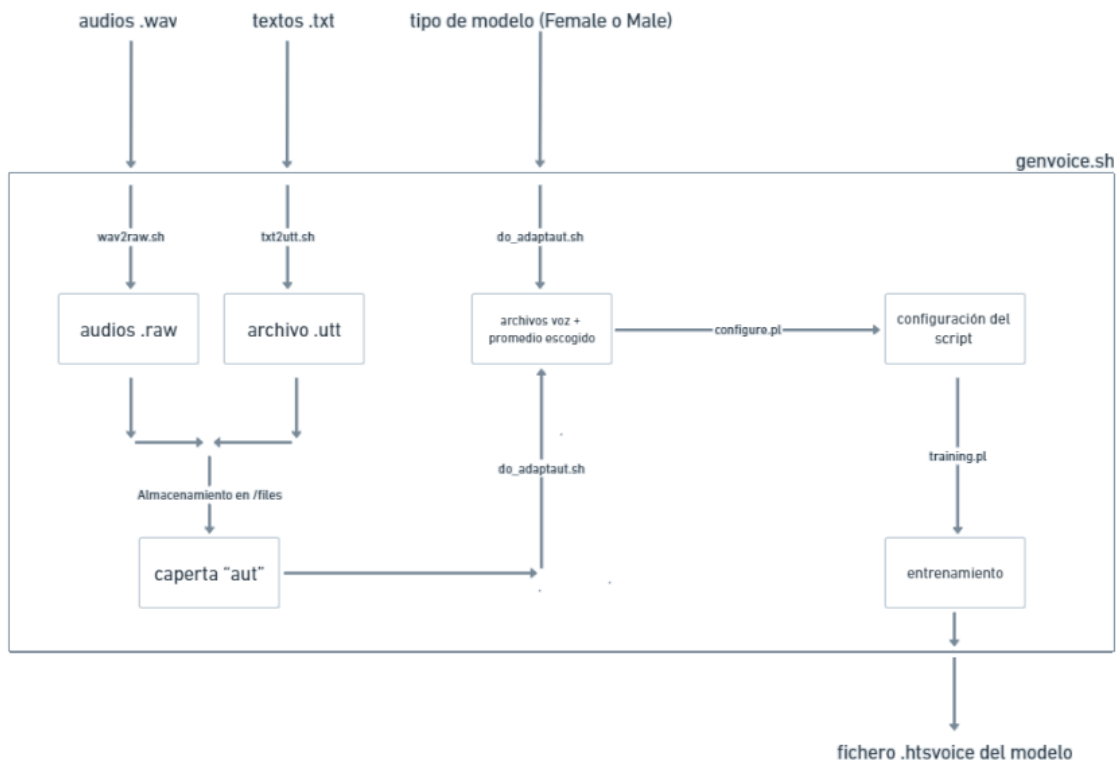 audios .wav
textos .txt
tipo de modelo (Female o Male)
genvoice.sh
wav2raw.sh
txt2utt.sh
do_adaptaut.sh
audios .raw
archivo .utt
archivos voz +
promedio escogido
configure.pl
configuración del
script
do_adaptaut.sh
training.pl
Almacenamiento en /files
caperta “aut”
entrenamiento
fichero .htsvoice del modelo